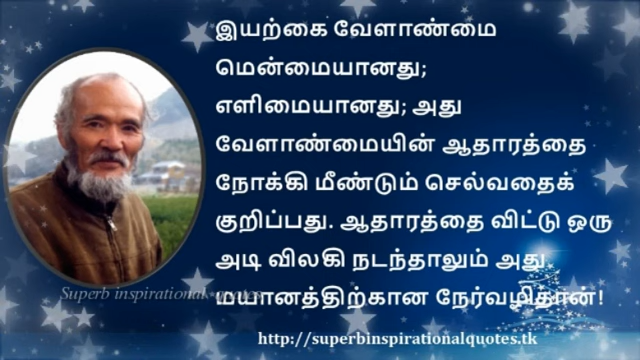 இயற்கை வேளாண்மை
மென்மையானது;
எளிமையானது; அது
வேளாண்மையின் ஆதாரத்தை
நோக்கி மீண்டும் செல்வதைக்
குறிப்பது. ஆதாரத்தை விட்டு ஒரு
அடி விலகி நடந்தாலும் அது
மயானத்திற்கான நேர்வழிதான்!
Superb inspirational quotes
http://superbinspirationalquotes.tk